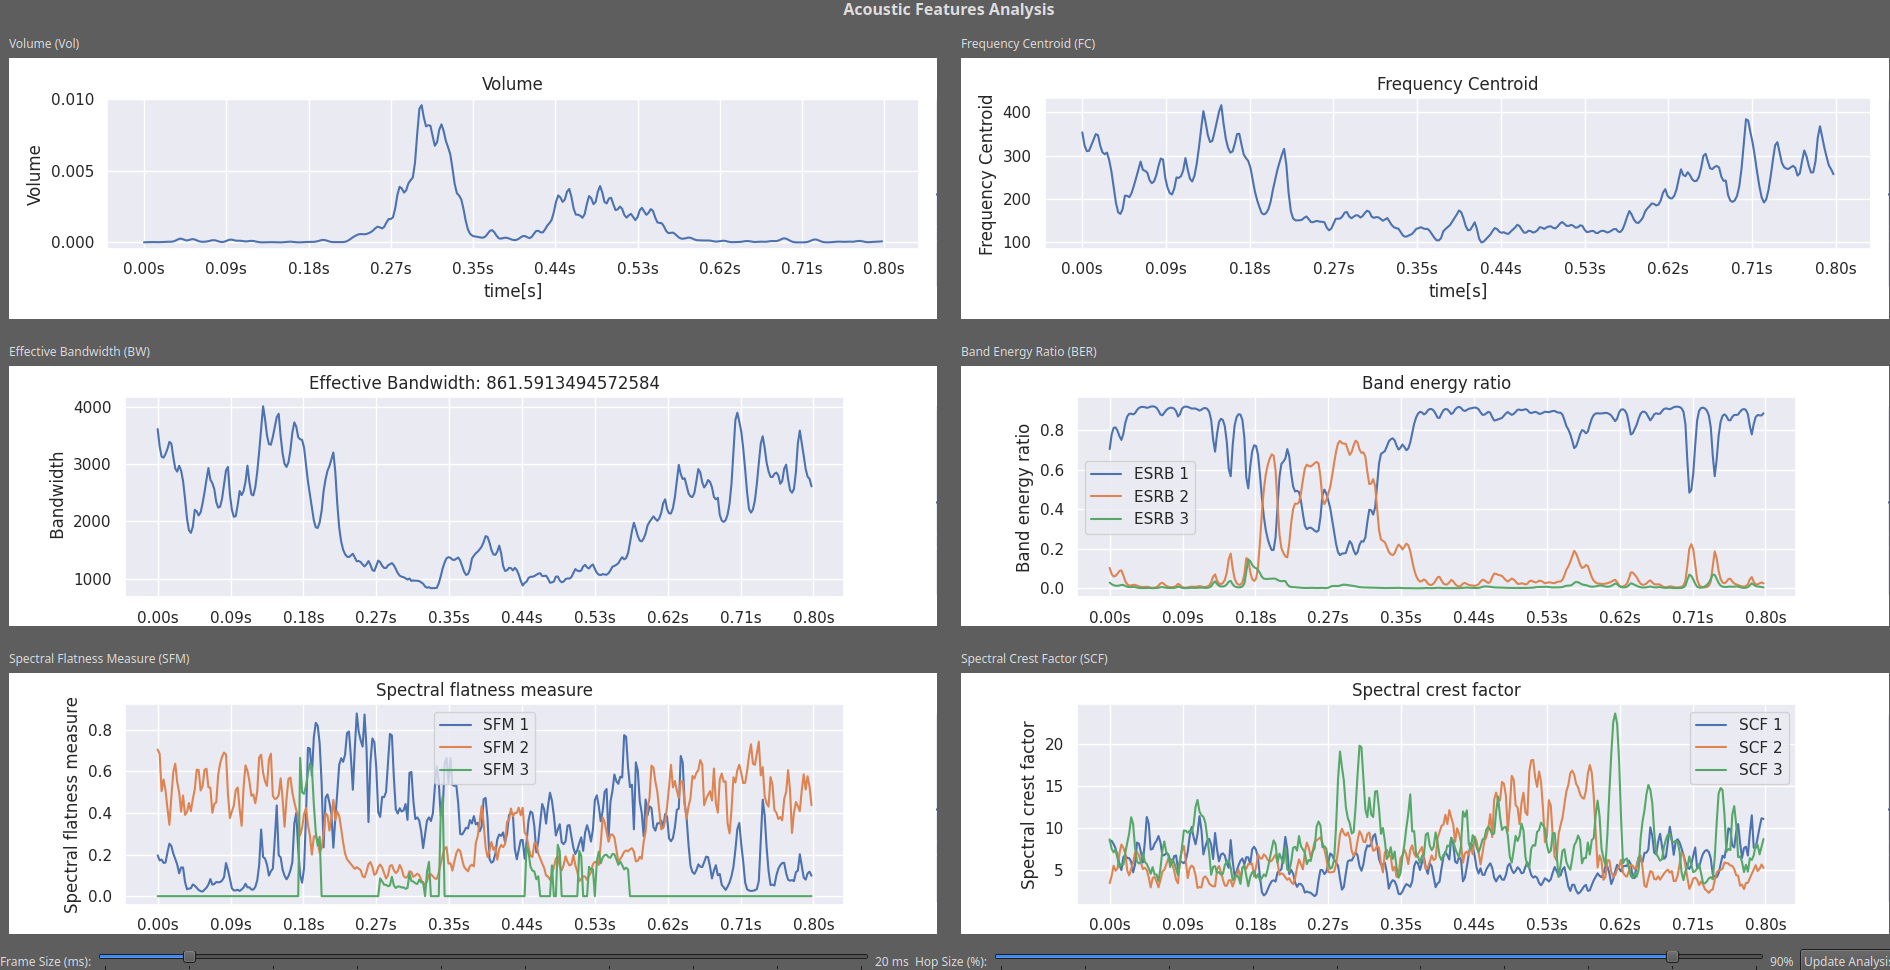 Acoustic Features Analysis
Volume (Vol)
Volume
Volume
0.010
0.005
0.000
0.00s 0.09s 0.18s 0.27s 0.35s 0.44s 0.53s 0.62s 0.71s 0.80s
time[s]
Frequency Centroid (FC)
Frequency Centroid
Frequency Centroid
400
300
200
100
0.00s 0.09s 0.18s 0.27s 0.35s 0.44s 0.53s 0.62s 0.71s 0.80s
time[s]
Effective Bandwidth (BW)
Effective Bandwidth: 861.5913494572584
Bandwidth
4000
3000
2000
1000
0.00s 0.09s 0.18s 0.27s 0.35s 0.44s 0.53s 0.62s 0.71s 0.80s
Band Energy Ratio (BER)
Band energy ratio
Band energy ratio
0.8
0.6
0.4
0.2
0.0
ESRB 1
ESRB 2
ESRB 3
0.00s 0.09s 0.18s 0.27s 0.35s 0.44s 0.53s 0.62s 0.71s 0.80s
Spectral Flatness Measure (SFM)
Spectral flatness measure
Spectral flatness measure
0.8
0.6
0.4
0.2
0.0
SFM 1
SFM 2
SFM 3
0.00s 0.09s 0.18s 0.27s 0.35s 0.44s 0.53s 0.62s 0.71s 0.80s
Spectral Crest Factor (SCF)
Spectral crest factor
Spectral crest factor
20
15
10
5
SCF 1
SCF 2
SCF 3
0.00s 0.09s 0.18s 0.27s 0.35s 0.44s 0.53s 0.62s 0.71s 0.80s
Frame Size (ms): 20 ms Hop Size (%): 90% Update Analysis